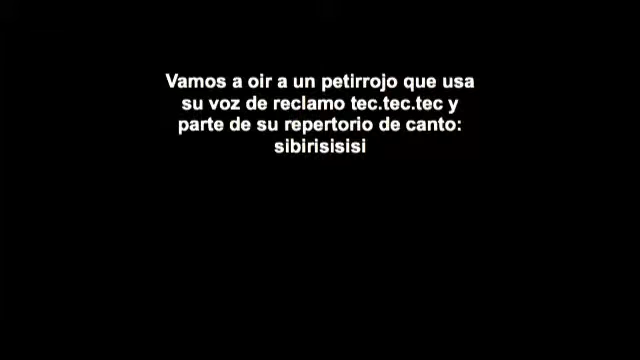 Vamos a oir a un petirrojo que usa
su voz de reclamo tec.tec.tec y
parte de su repertorio de canto:
sibirisisisi